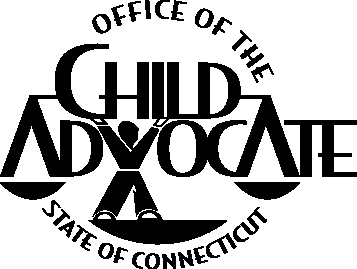 OFFICE OF THE
CHILD
ADVOCATE
STATE OF CONNECTICUT